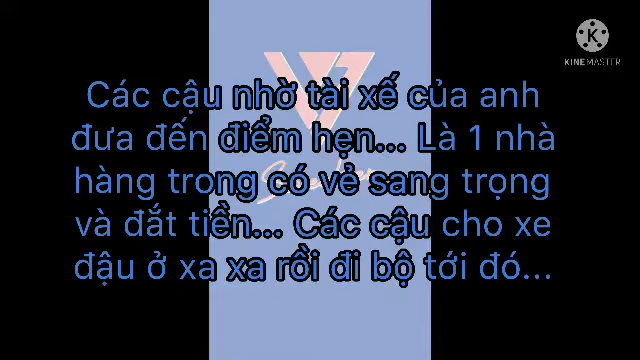 KINEMASTER
Các cậu nhờ tài xế của anh
đưa đến điểm hẹn... Là 1 nhà
hàng trong có vẻ sang trọng
và đắt tiền... Các cậu cho xe
đậu ở xa xa rồi đi bộ tới đó...